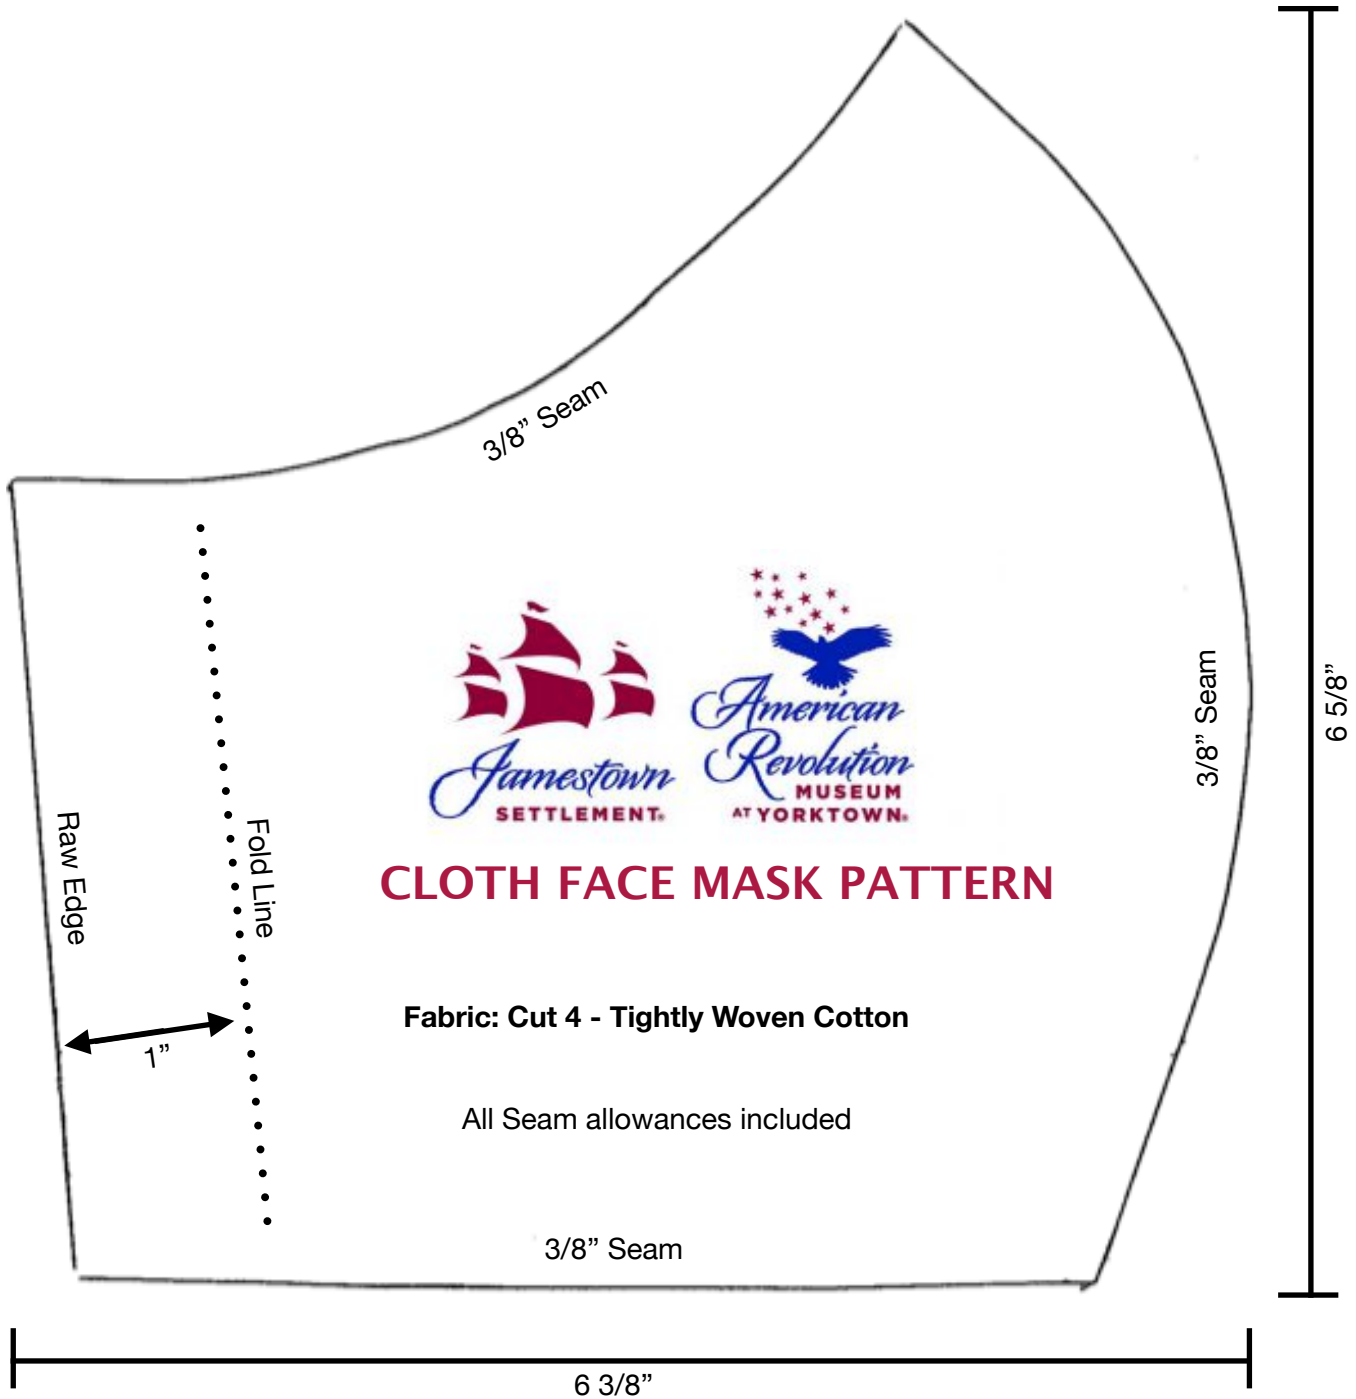 3/8” Seam
6 5/8”
3/8” Seam
Jamestown
SETTLEMENT®
American
Revolution
MUSEUM
AT YORKTOWN®
Raw Edge
Fold Line
CLOTH FACE MASK PATTERN
Fabric: Cut 4 - Tightly Woven Cotton
1”
All Seam allowances included
3/8” Seam
6 3/8”